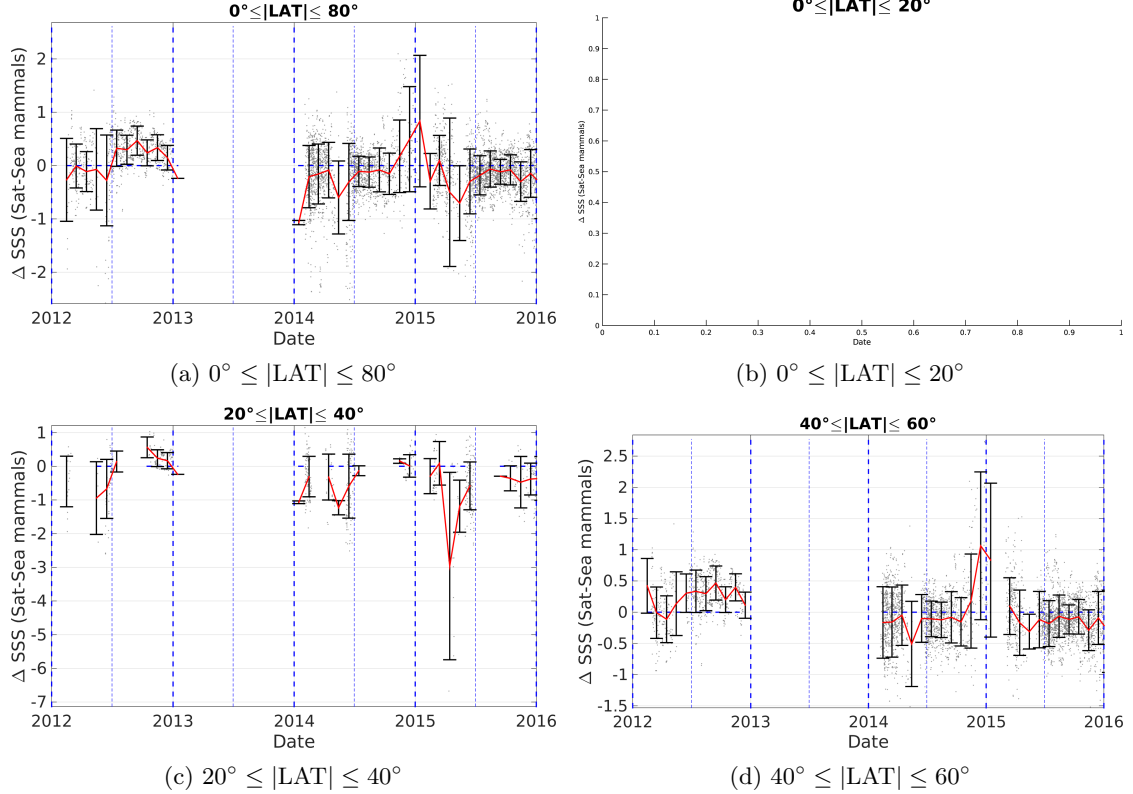 0°≤|LAT|≤ 80°
Δ SSS (Sat-Sea mammals)
2
1
0
-1
-2
2012 2013 2014 2015 2016
Date
(a) 0° ≤ |LAT| ≤ 80°
0°≤|LAT|≤ 20°
Δ SSS (Sat-Sea mammals)
1
0.9
0.8
0.7
0.6
0.5
0.4
0.3
0.2
0.1
0
0 0.1 0.2 0.3 0.4 0.5 0.6 0.7 0.8 0.9 1
Date
(b) 0° ≤ |LAT| ≤ 20°
20°≤|LAT|≤ 40°
Δ SSS (Sat-Sea mammals)
1
0
-1
-2
-3
-4
-5
-6
-7
2012 2013 2014 2015 2016
Date
(c) 20° ≤ |LAT| ≤ 40°
40°≤|LAT|≤ 60°
Δ SSS (Sat-Sea mammals)
2.5
2
1.5
1
0.5
0
-0.5
-1
-1.5
2012 2013 2014 2015 2016
Date
(d) 40° ≤ |LAT| ≤ 60°